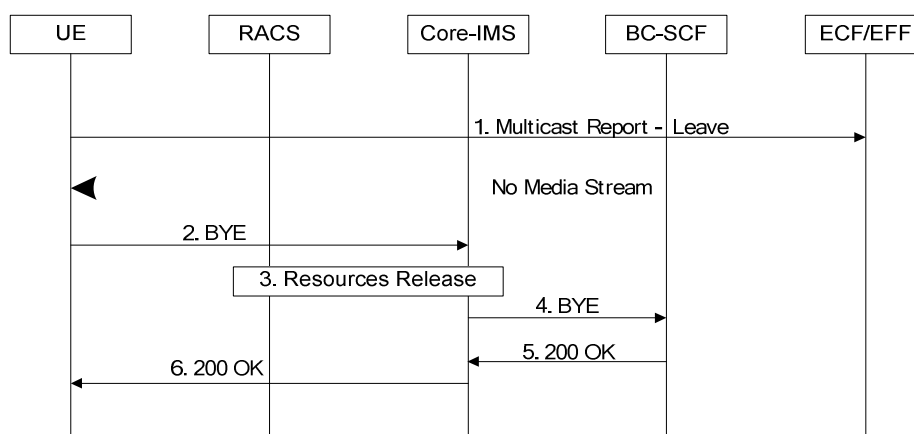 UE
RACS
Core-IMS
BC-SCF
ECF/EFF
1. Multicast Report - Leave
No Media Stream
2. BYE
3. Resources Release
4. BYE
5. 200 OK
6. 200 OK